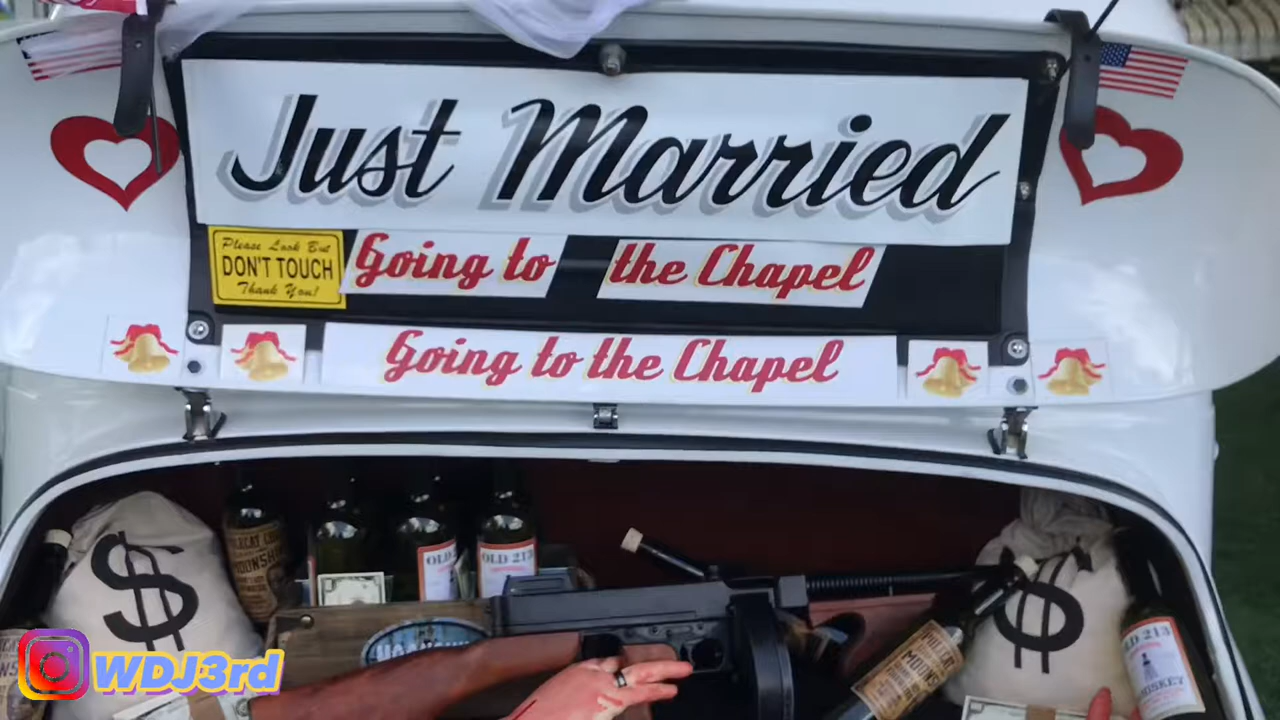 Just Married
Please Look But
DON'T TOUCH
Thank You!
Going to the Chapel
Going to the Chapel
$
$
OLD 213
OLD 213
OLD 213
WHISKEY
WDJ3rd